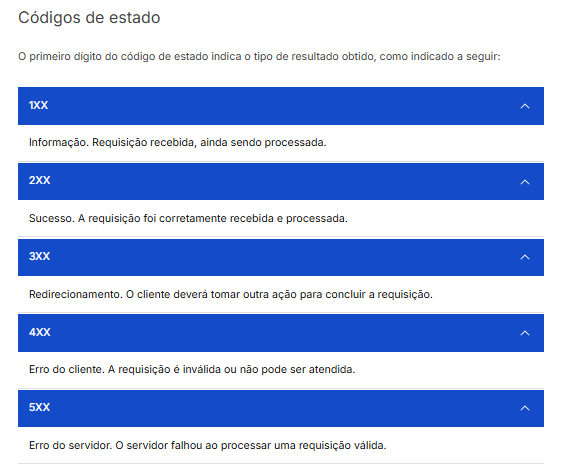 Códigos de estado
O primeiro dígito do código de estado indica o tipo de resultado obtido, como indicado a seguir:
1XX
Informação. Requisição recebida, ainda sendo processada.
2XX
Sucesso. A requisição foi corretamente recebida e processada.
3XX
Redirecionamento. O cliente deverá tomar outra ação para concluir a requisição.
4XX
Erro do cliente. A requisição é inválida ou não pode ser atendida.
5XX
Erro do servidor. O servidor falhou ao processar uma requisição válida.